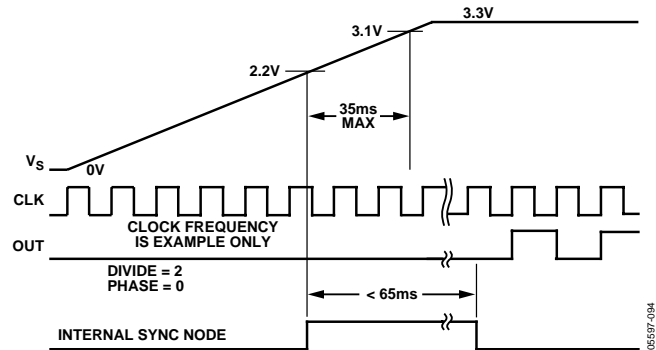 3.3V
3.1V
2.2V
35ms
MAX
VS
0V
CLK
CLOCK FREQUENCY
IS EXAMPLE ONLY
OUT
DIVIDE = 2
PHASE = 0
< 65ms
INTERNAL SYNC NODE
05597-094